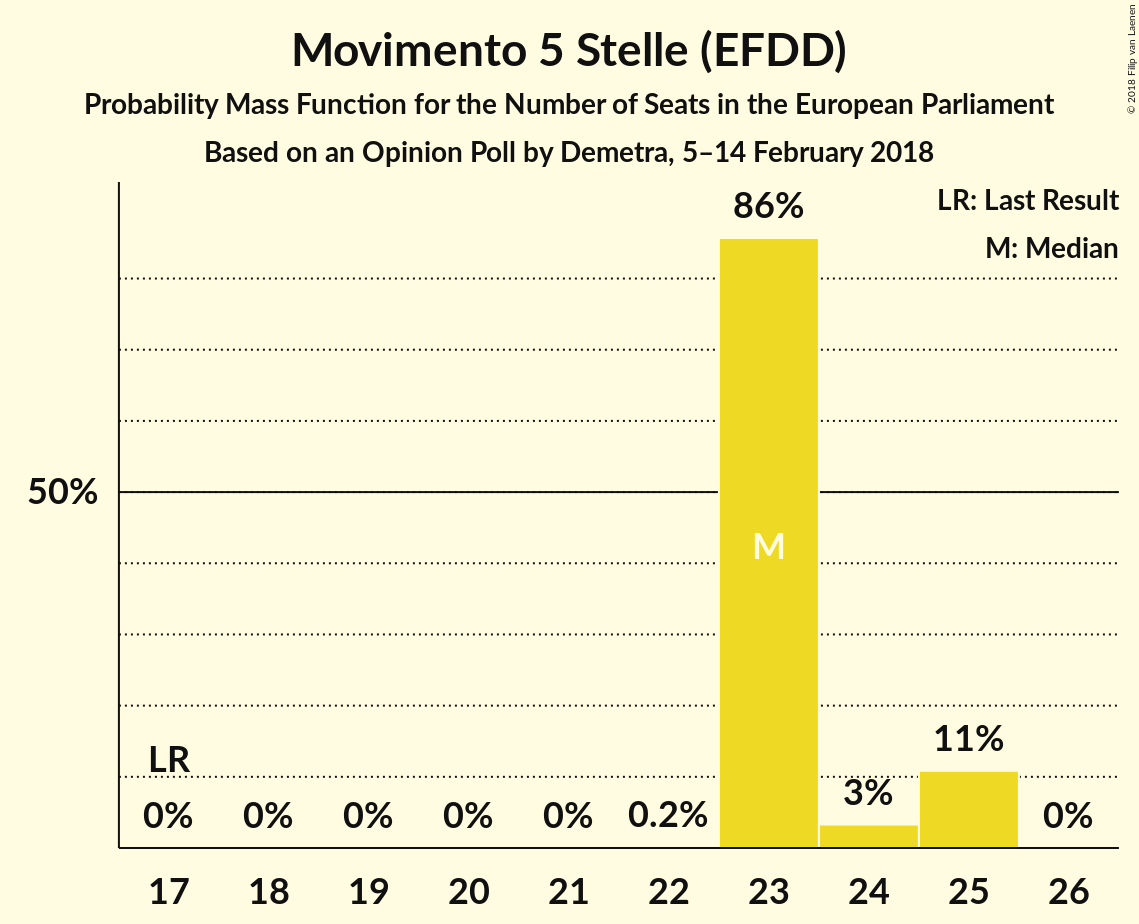 Movimento 5 Stelle (EFDD)
Probability Mass Function for the Number of Seats in the European Parliament
Based on an Opinion Poll by Demetra, 5–14 February 2018
© 2018 Filip van Laenen
LR: Last Result
M: Median
86%
50%
M
LR
0% 0% 0% 0% 0% 0.2% 3% 11% 0%
17 18 19 20 21 22 23 24 25 26